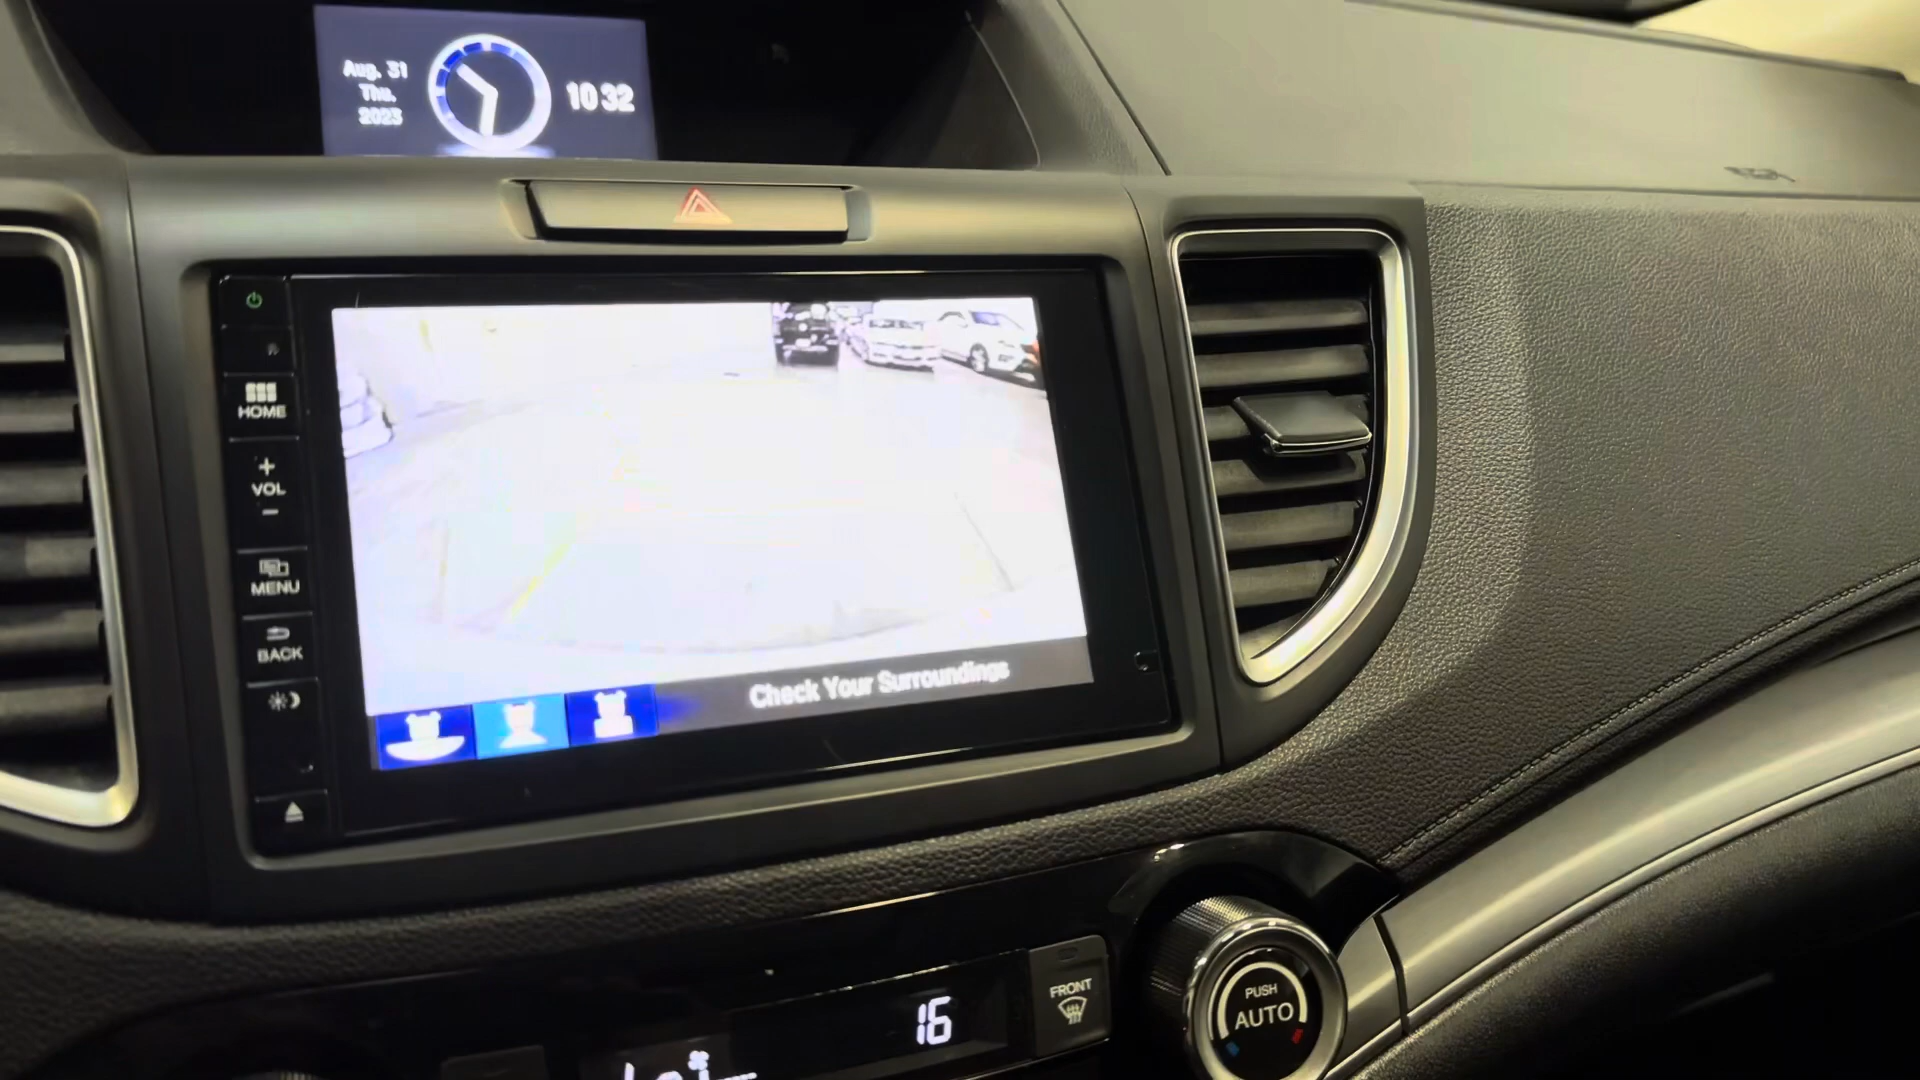 Aug. 31
Thu.
2023
10 32
HOME
+
VOL
−
MENU
BACK
Check Your Surroundings
16
FRONT
PUSH
AUTO